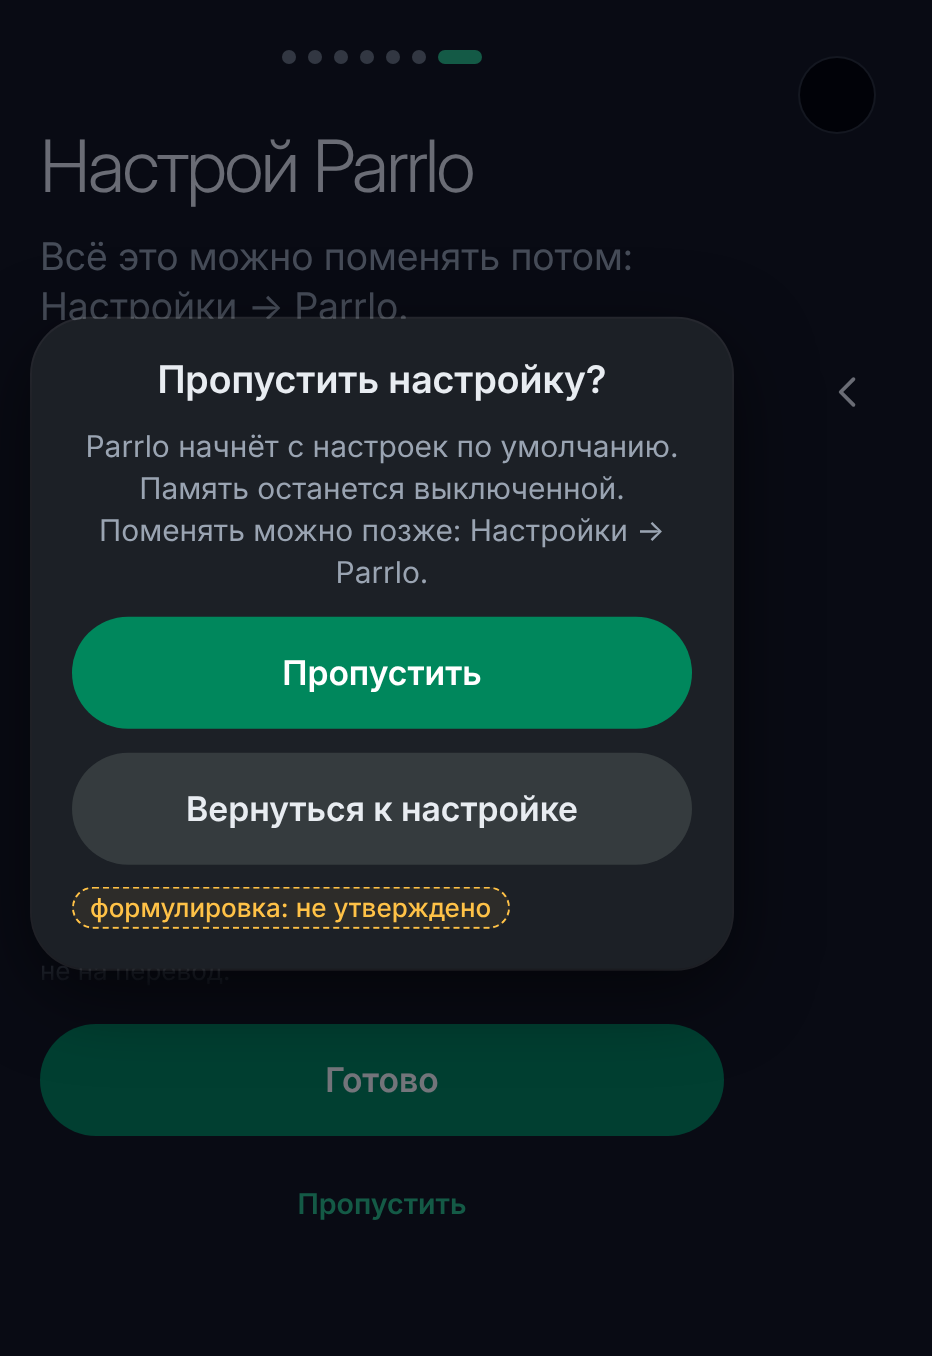 Настрой Parrlo
Всё это можно поменять потом:
Настройки → Parrlo.
Пропустить настройку?
Parrlo начнёт с настроек по умолчанию.
Память останется выключенной.
Поменять можно позже: Настройки →
Parrlo.
Пропустить
Вернуться к настройке
формулировка: не утверждено
не на перевод.
Готово
Пропустить